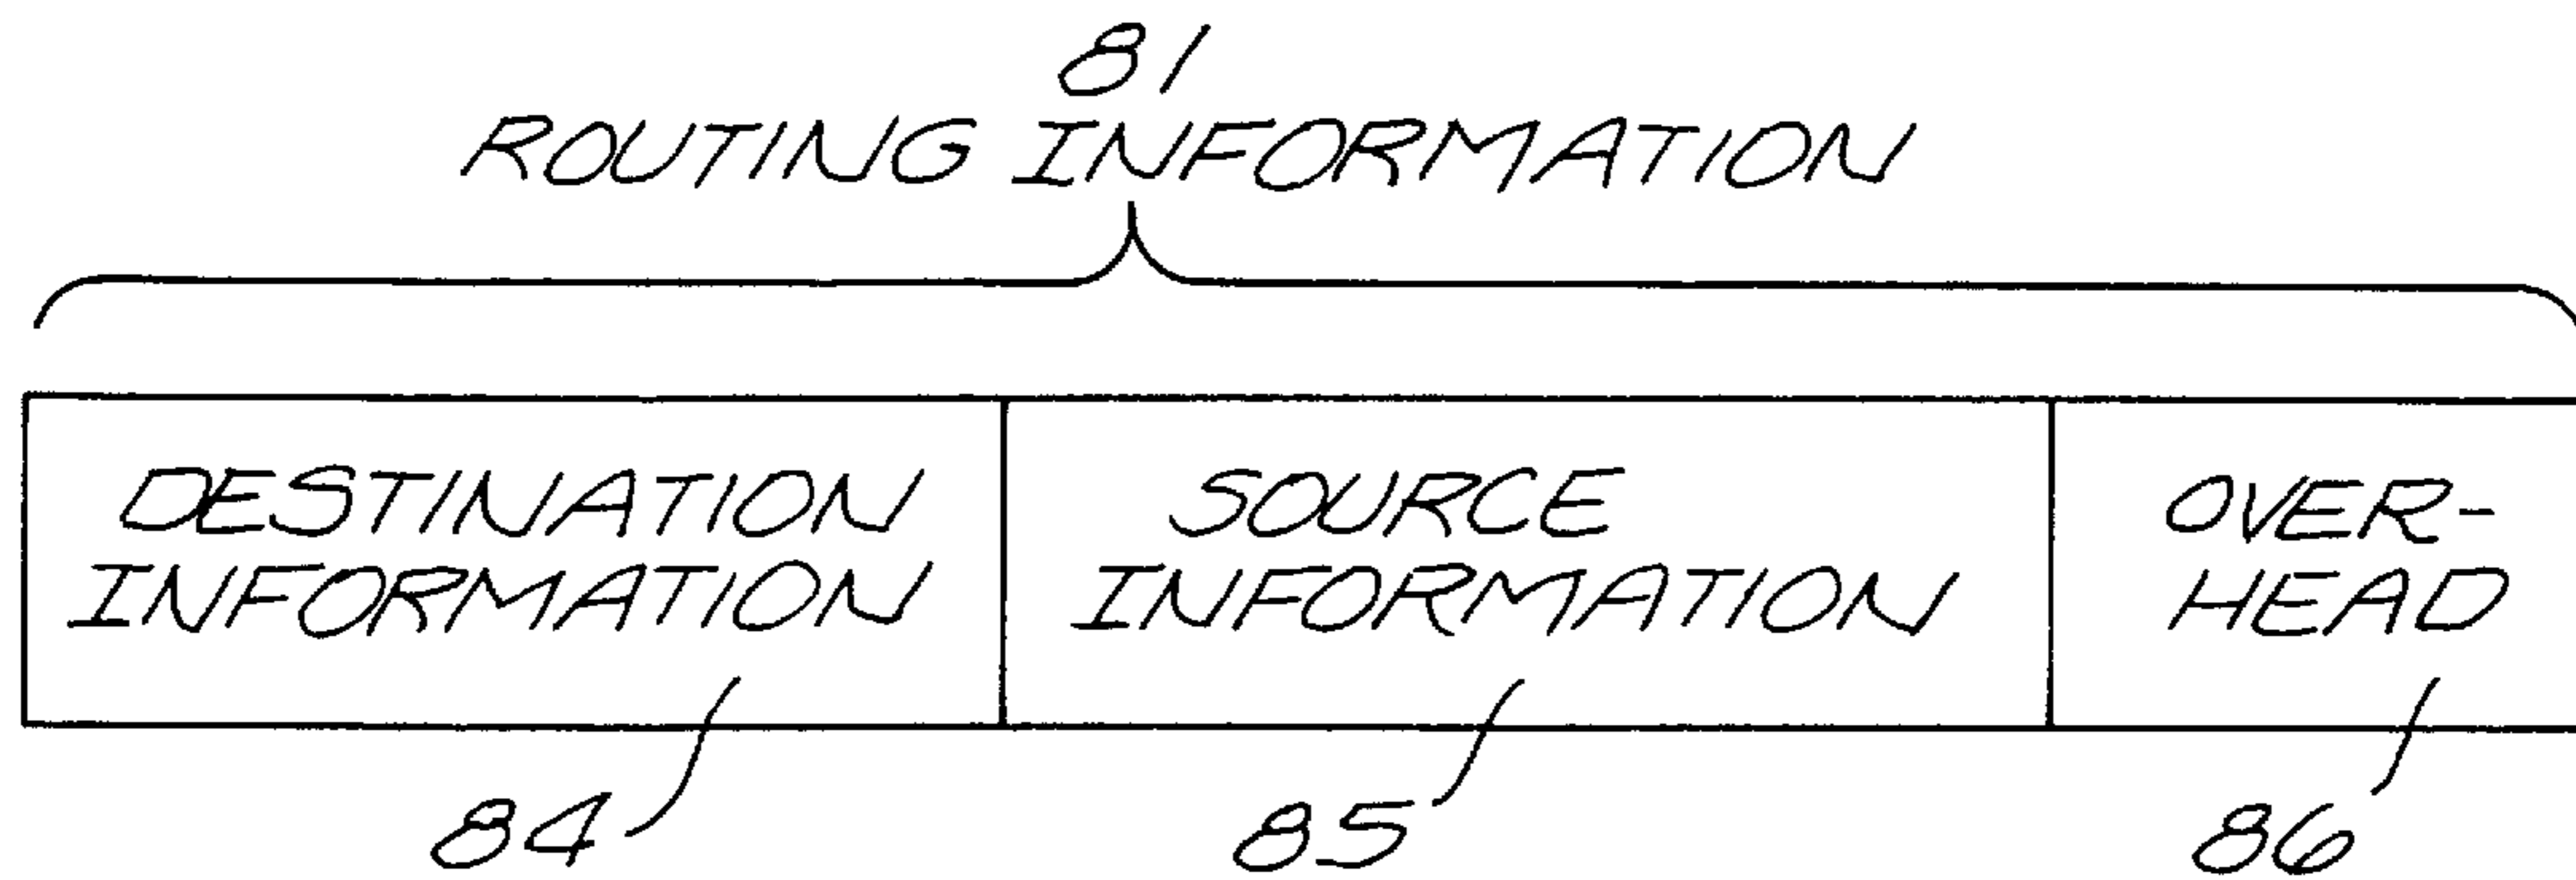 81
ROUTING INFORMATION
DESTINATION
INFORMATION
SOURCE
INFORMATION
OVER-
HEAD
84
85
86